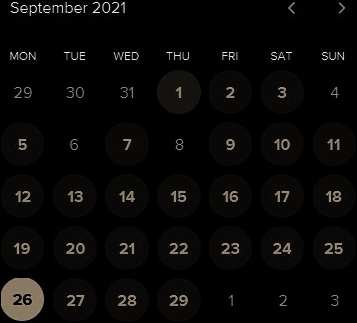 September 2021
MON TUE WED THU FRI SAT SUN
29 30 31 1 2 3 4
5 6 7 8 9 10 11
12 13 14 15 16 17 18
19 20 21 22 23 24 25
26 27 28 29 1 2 3